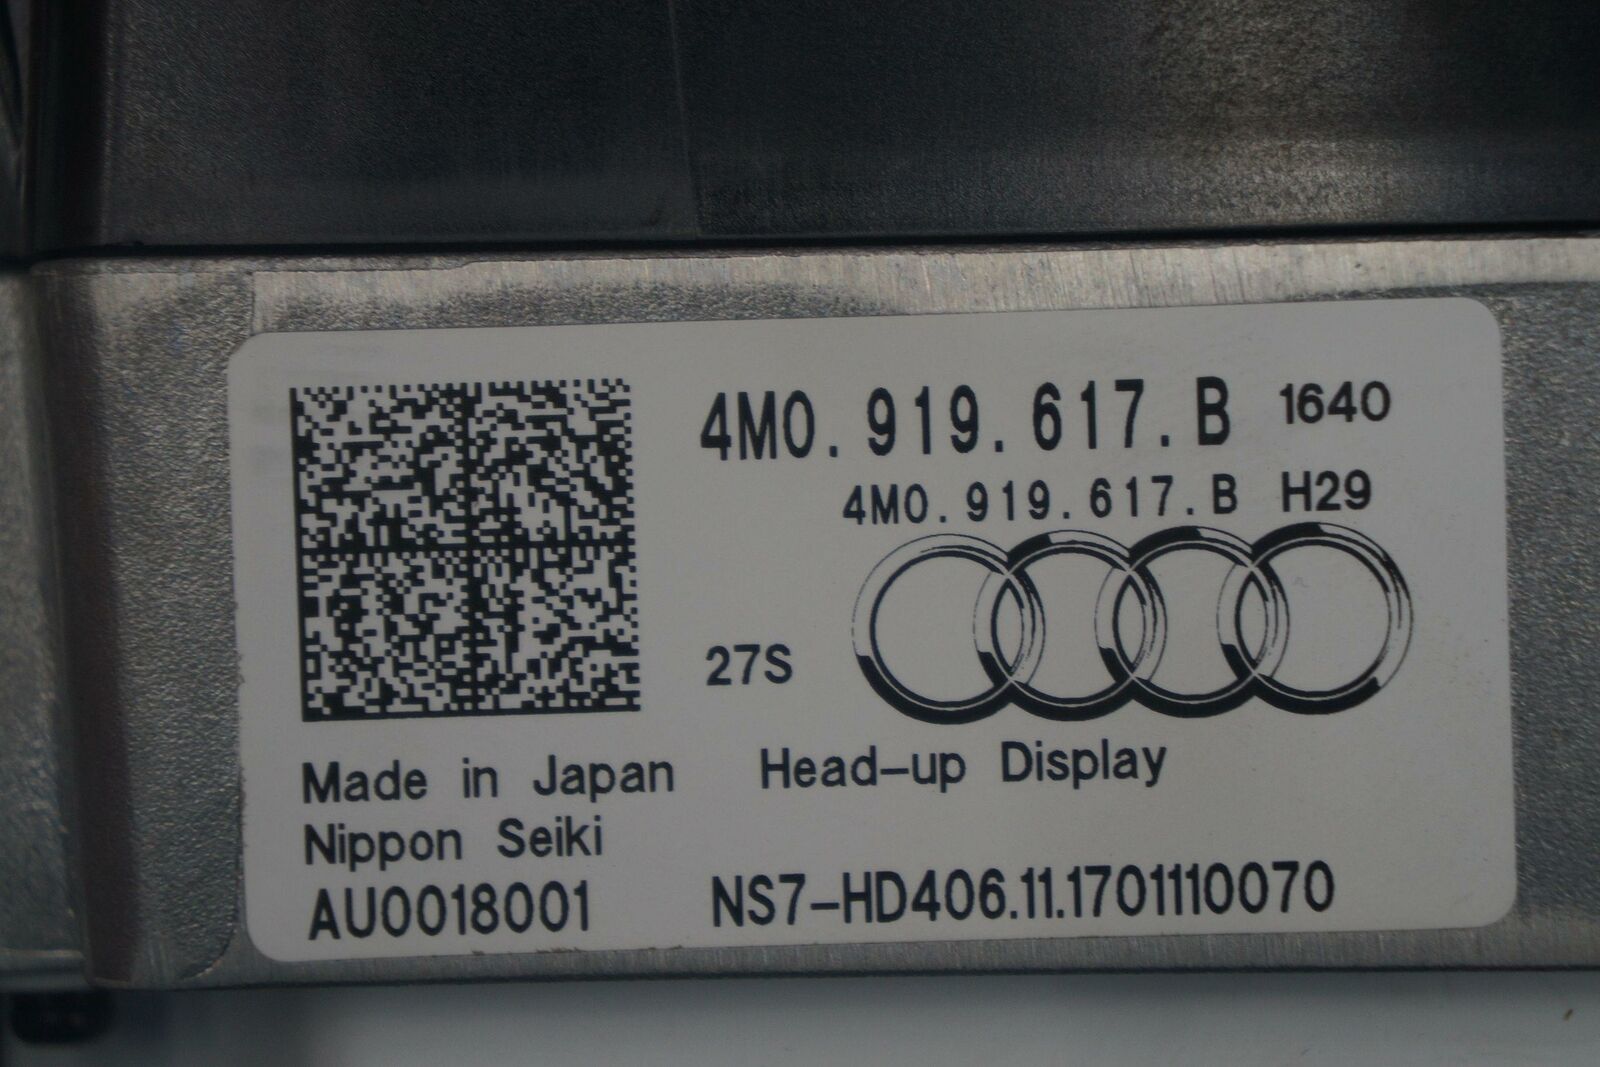 4M0.919.617.B 1640
4M0.919.617.B H29
27S
Made in Japan Head-up Display
Nippon Seiki
AU0018001 NS7-HD406.11.1701110070